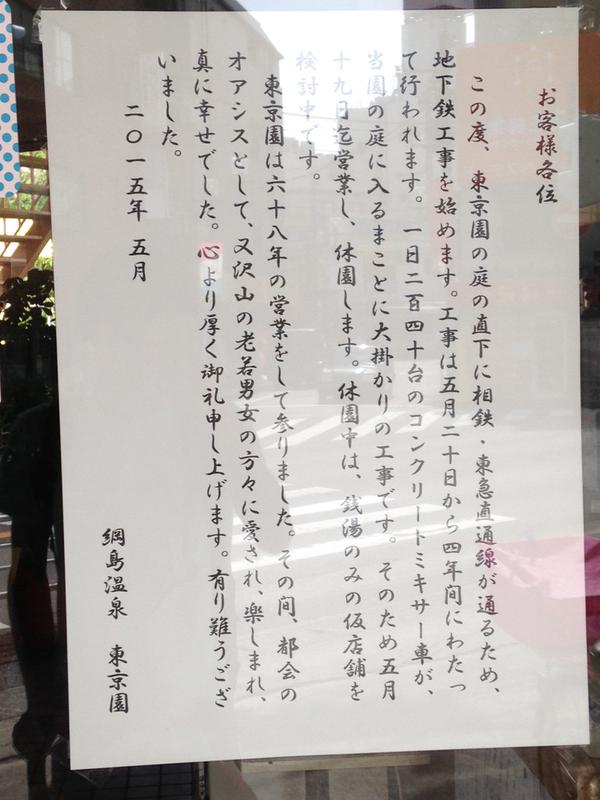 お客様各位
この度、東京園の庭の直下に相鉄・東急直通線が通るため、
地下鉄工事を始めます。工事は五月二十日から四年間にわたっ
て行われます。一日二百四十台のコンクリートミキサー車が、
当園の庭に入るまことに大掛かりの工事です。そのため五月
十九日迄営業し、休園します。休園中は、銭湯のみの仮店舗を
検討中です。
東京園は六十八年の営業をして参りました。その間、都会の
オアシスとして、又沢山の老若男女の方々に愛され、楽しまれ、
真に幸せでした。心より厚く御礼申し上げます。有り難うござ
いました。
二〇一五年 五月
綱島温泉 東京園